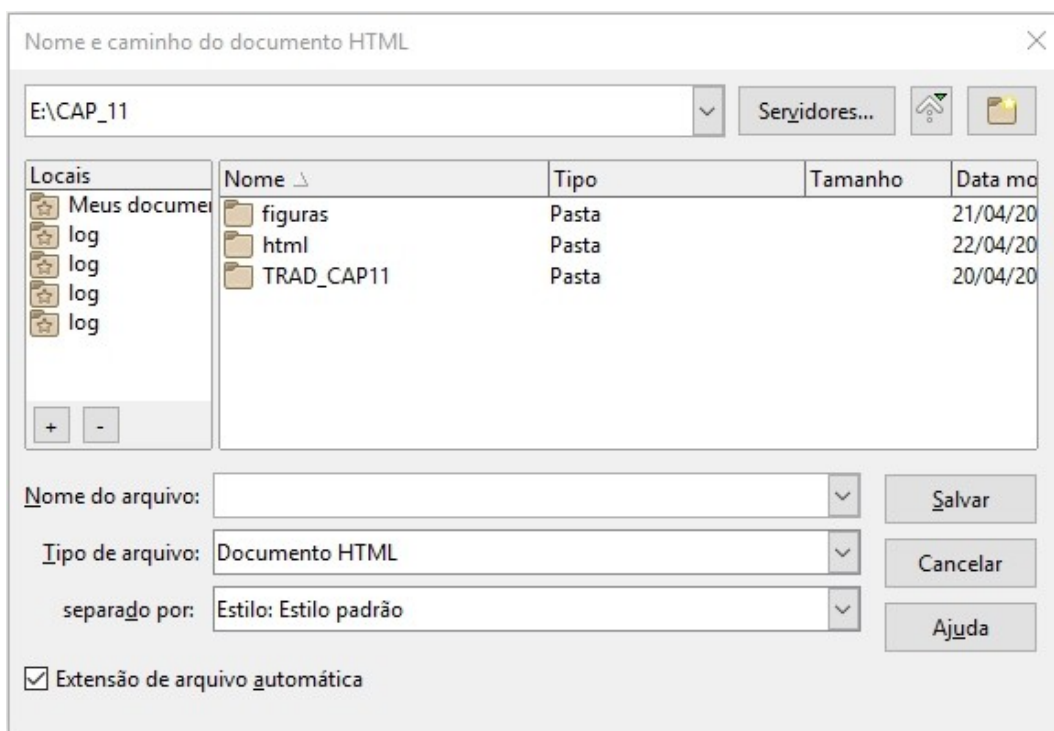 Nome e caminho do documento HTML
E:\CAP_11
Servidores...
Locais
Nome Tipo Tamanho Data mo
Meus documen
log
log
log
log
figuras Pasta 21/04/20
html Pasta 22/04/20
TRAD_CAP11 Pasta 20/04/20
+ -
Nome do arquivo:
Salvar
Tipo de arquivo: Documento HTML
Cancelar
separado por: Estilo: Estilo padrão
Ajuda
Extensão de arquivo automática